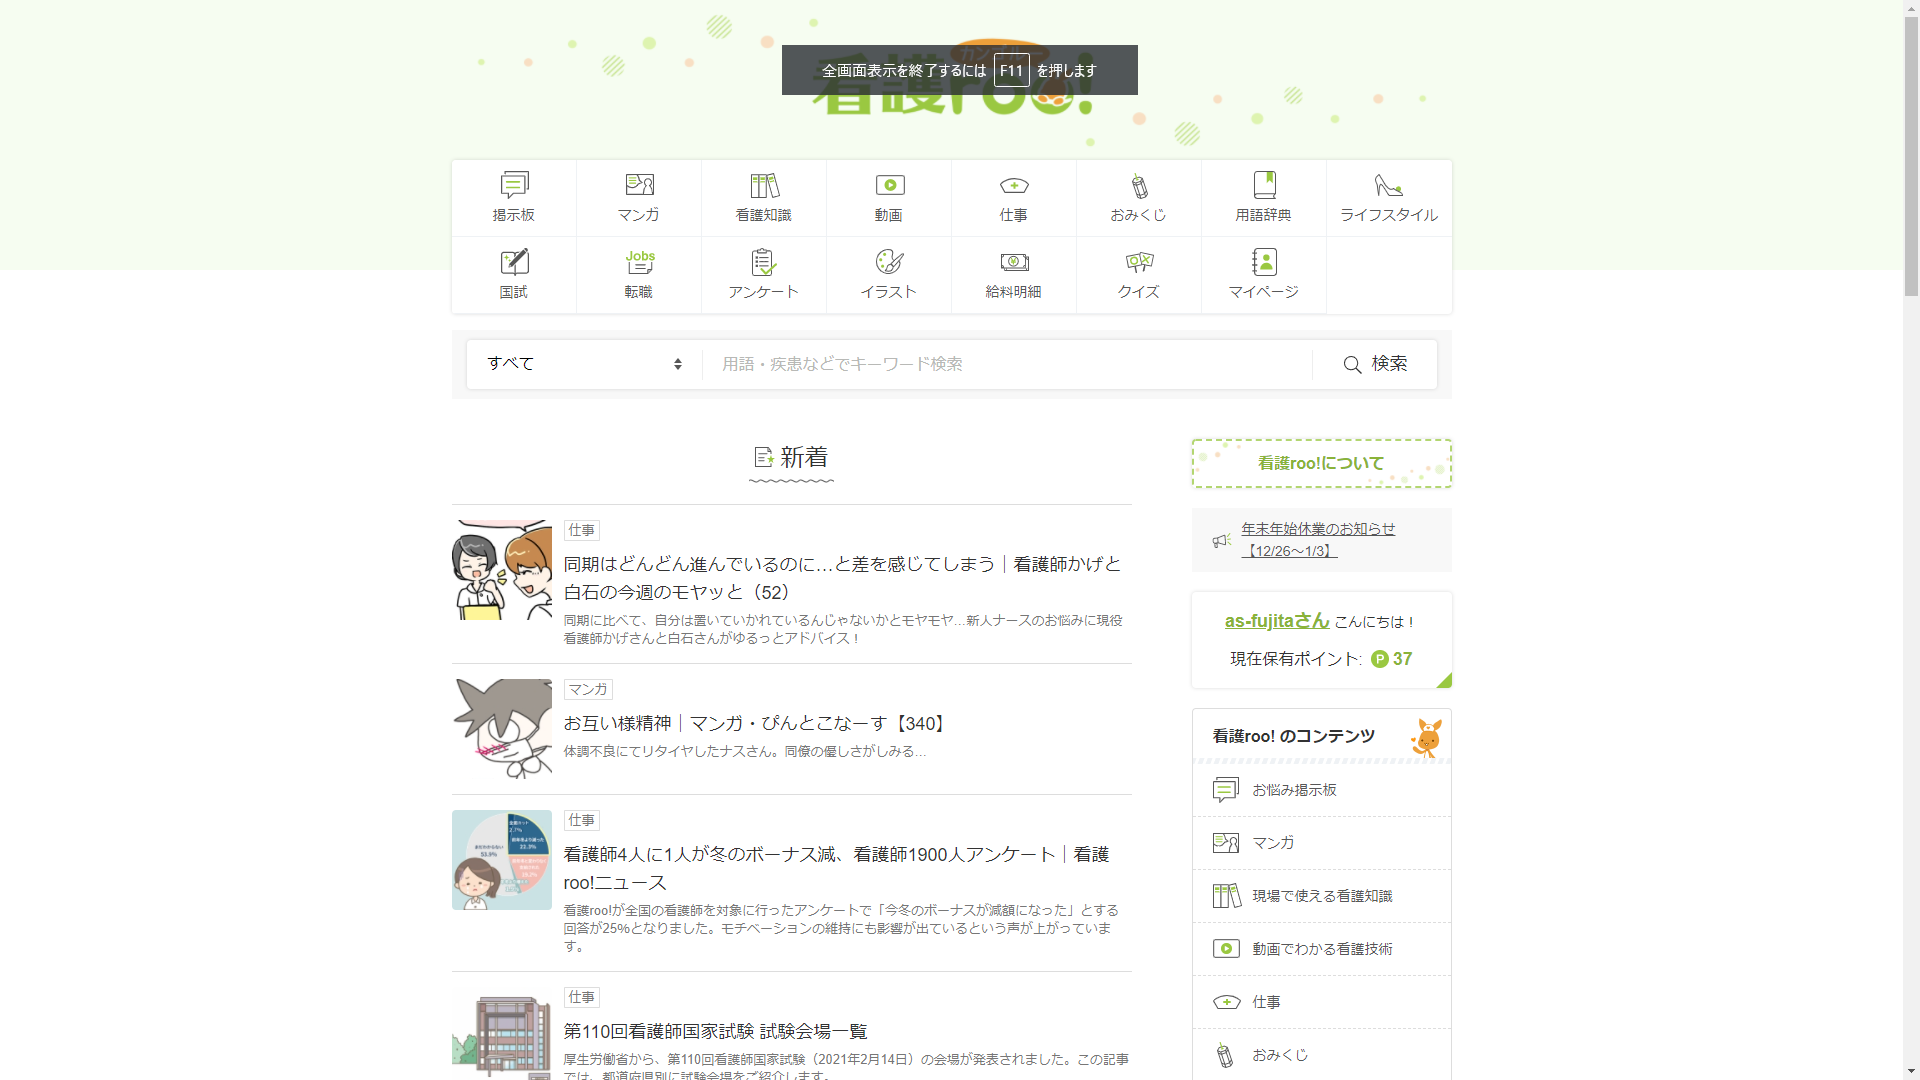 全画面表示を終了するには F11 を押します
看護roo!
掲示板
マンガ
看護知識
動画
仕事
おみくじ
用語辞典
ライフスタイル
国試
Jobs
転職
アンケート
イラスト
給料明細
クイズ
マイページ
すべて
用語・疾患などでキーワード検索
検索
新着
仕事
同期はどんどん進んでいるのに…と差を感じてしまう｜看護師かげと
白石の今週のモヤッと（52）
同期に比べて、自分は置いていかれているんじゃないかとモヤモヤ…新人ナースのお悩みに現役
看護師かげさんと白石さんがゆるっとアドバイス！
マンガ
お互い様精神｜マンガ・ぴんとこなーす【340】
体調不良にてリタイヤしたナスさん。同僚の優しさがしみる…
仕事
看護師4人に1人が冬のボーナス減、看護師1900人アンケート｜看護
roo!ニュース
看護roo!が全国の看護師を対象に行ったアンケートで「今冬のボーナスが減額になった」とする
回答が25%となりました。モチベーションの維持にも影響が出ているという声が上がっていま
す。
仕事
第110回看護師国家試験 試験会場一覧
厚生労働省から、第110回看護師国家試験（2021年2月14日）の会場が発表されました。この記事
では、都道府県別に試験会場をご紹介します。
看護roo!について
年末年始休業のお知らせ
【12/26～1/3】
as-fujitaさん こんにちは！
現在保有ポイント: P 37
看護roo! のコンテンツ
お悩み掲示板
マンガ
現場で使える看護知識
動画でわかる看護技術
仕事
おみくじ